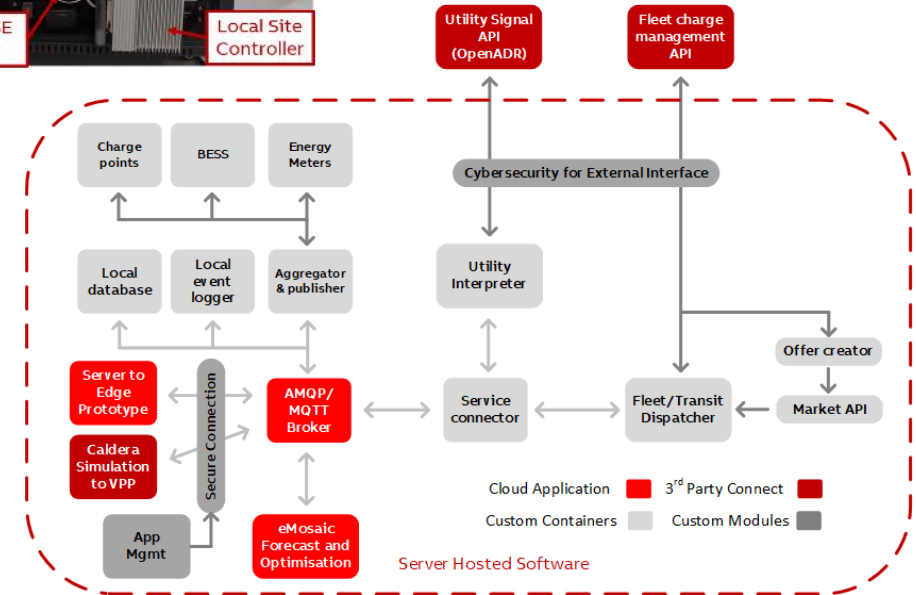 SE
Local Site
Controller
Utility Signal
API
(OpenADR)
Fleet charge
management
API
Charge
points
BESS
Energy
Meters
Cybersecurity for External Interface
Local
database
Local
event
logger
Aggregator
& publisher
Utility
Interpreter
Offer creator
Server to
Edge
Prototype
Secure Connection
AMQP/
MQTT
Broker
Service
connector
Fleet/Transit
Dispatcher
Market API
Caldera
Simulation
to VPP
Cloud Application
3rd Party Connect
Custom Containers
Custom Modules
App
Mgmt
eMosaic
Forecast and
Optimisation
Server Hosted Software